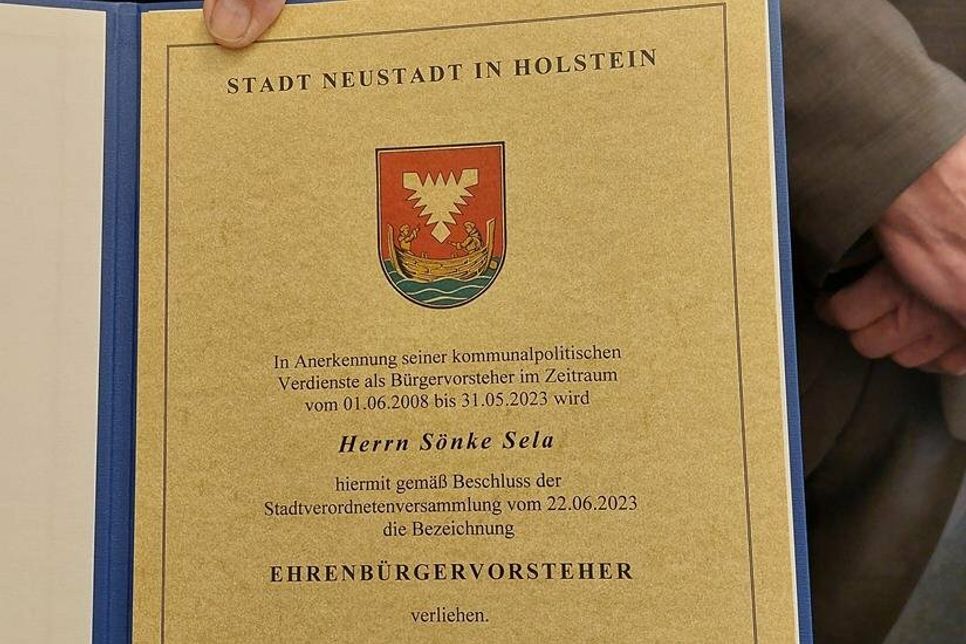 STADT NEUSTADT IN HOLSTEIN
In Anerkennung seiner kommunalpolitischen
Verdienste als Bürgervorsteher im Zeitraum
vom 01.06.2008 bis 31.05.2023 wird
Herrn Sönke Sela
hiermit gemäß Beschluss der
Stadtverordnetenversammlung vom 22.06.2023
die Bezeichnung
EHRENBÜRGERVORSTEHER
verliehen.